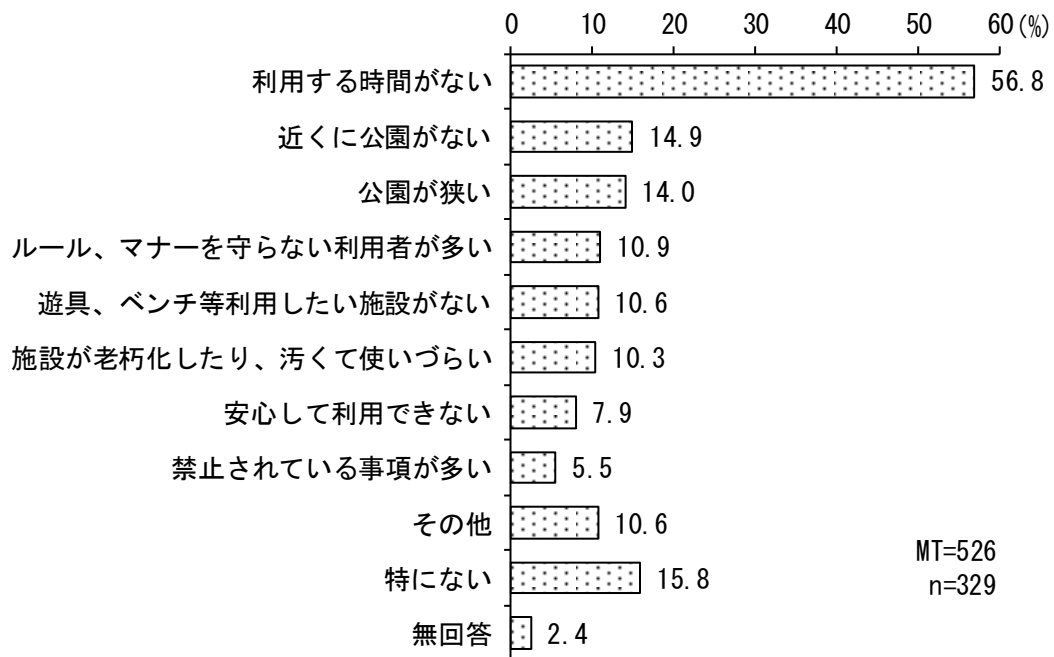 0 10 20 30 40 50 60 (%)
利用する時間がない 56.8
近くに公園がない 14.9
公園が狭い 14.0
ルール、マナーを守らない利用者が多い 10.9
遊具、ベンチ等利用したい施設がない 10.6
施設が老朽化したり、汚くて使いづらい 10.3
安心して利用できない 7.9
禁止されている事項が多い 5.5
その他 10.6
MT=526
特にない 15.8
n=329
無回答 2.4